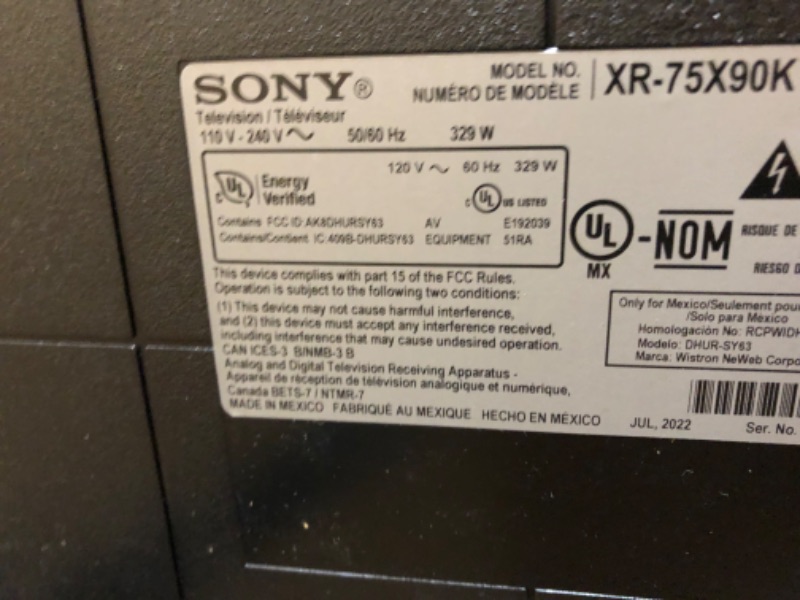 SONY®
MODEL NO.
NUMÉRO DE MODÈLE
XR-75X90K
Television / Téléviseur
110 V - 240 V ~ 50/60 Hz 329 W
120 V ~ 60 Hz 329 W
UL Energy Verified
c UL US LISTED
Contains FCC ID: AK8DHURSY63 AV E192039
Contains/Contient IC: 409B-DHURSY63 EQUIPMENT 51RA
UL
MX
-NOM
RISQUE DE
RIESGO D
This device complies with part 15 of the FCC Rules.
Operation is subject to the following two conditions:
(1) This device may not cause harmful interference,
and (2) this device must accept any interference received,
including interference that may cause undesired operation.
CAN ICES-3 B/NMB-3 B
Analog and Digital Television Receiving Apparatus -
Appareil de réception de télévision analogique et numérique,
Canada BETS-7 / NTMR-7
MADE IN MEXICO FABRIQUÉ AU MEXIQUE HECHO EN MÉXICO
Only for Mexico/Seulement pou
/Solo para Mexico
Homologación No: RCPWIDH
Modelo: DHUR-SY63
Marca: Wistron NeWeb Corpo
JUL, 2022
Ser. No.